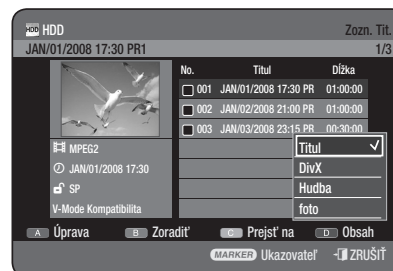 HDD HDD Zozn. Tit.
JAN/01/2008 17:30 PR1 1/3
No. Titul Dĺžka
001 JAN/01/2008 17:30 PR 01:00:00
002 JAN/02/2008 21:00 PR 01:00:00
003 JAN/03/2008 23:15 PR 00:30:00
MPEG2
JAN/01/2008 17:30
SP
V-Mode Kompatibilita
Titul ✓
DivX
Hudba
foto
A Úprava B Zoradiť C Prejsť na D Obsah
MARKER Ukazovateľ ZRUŠIŤ